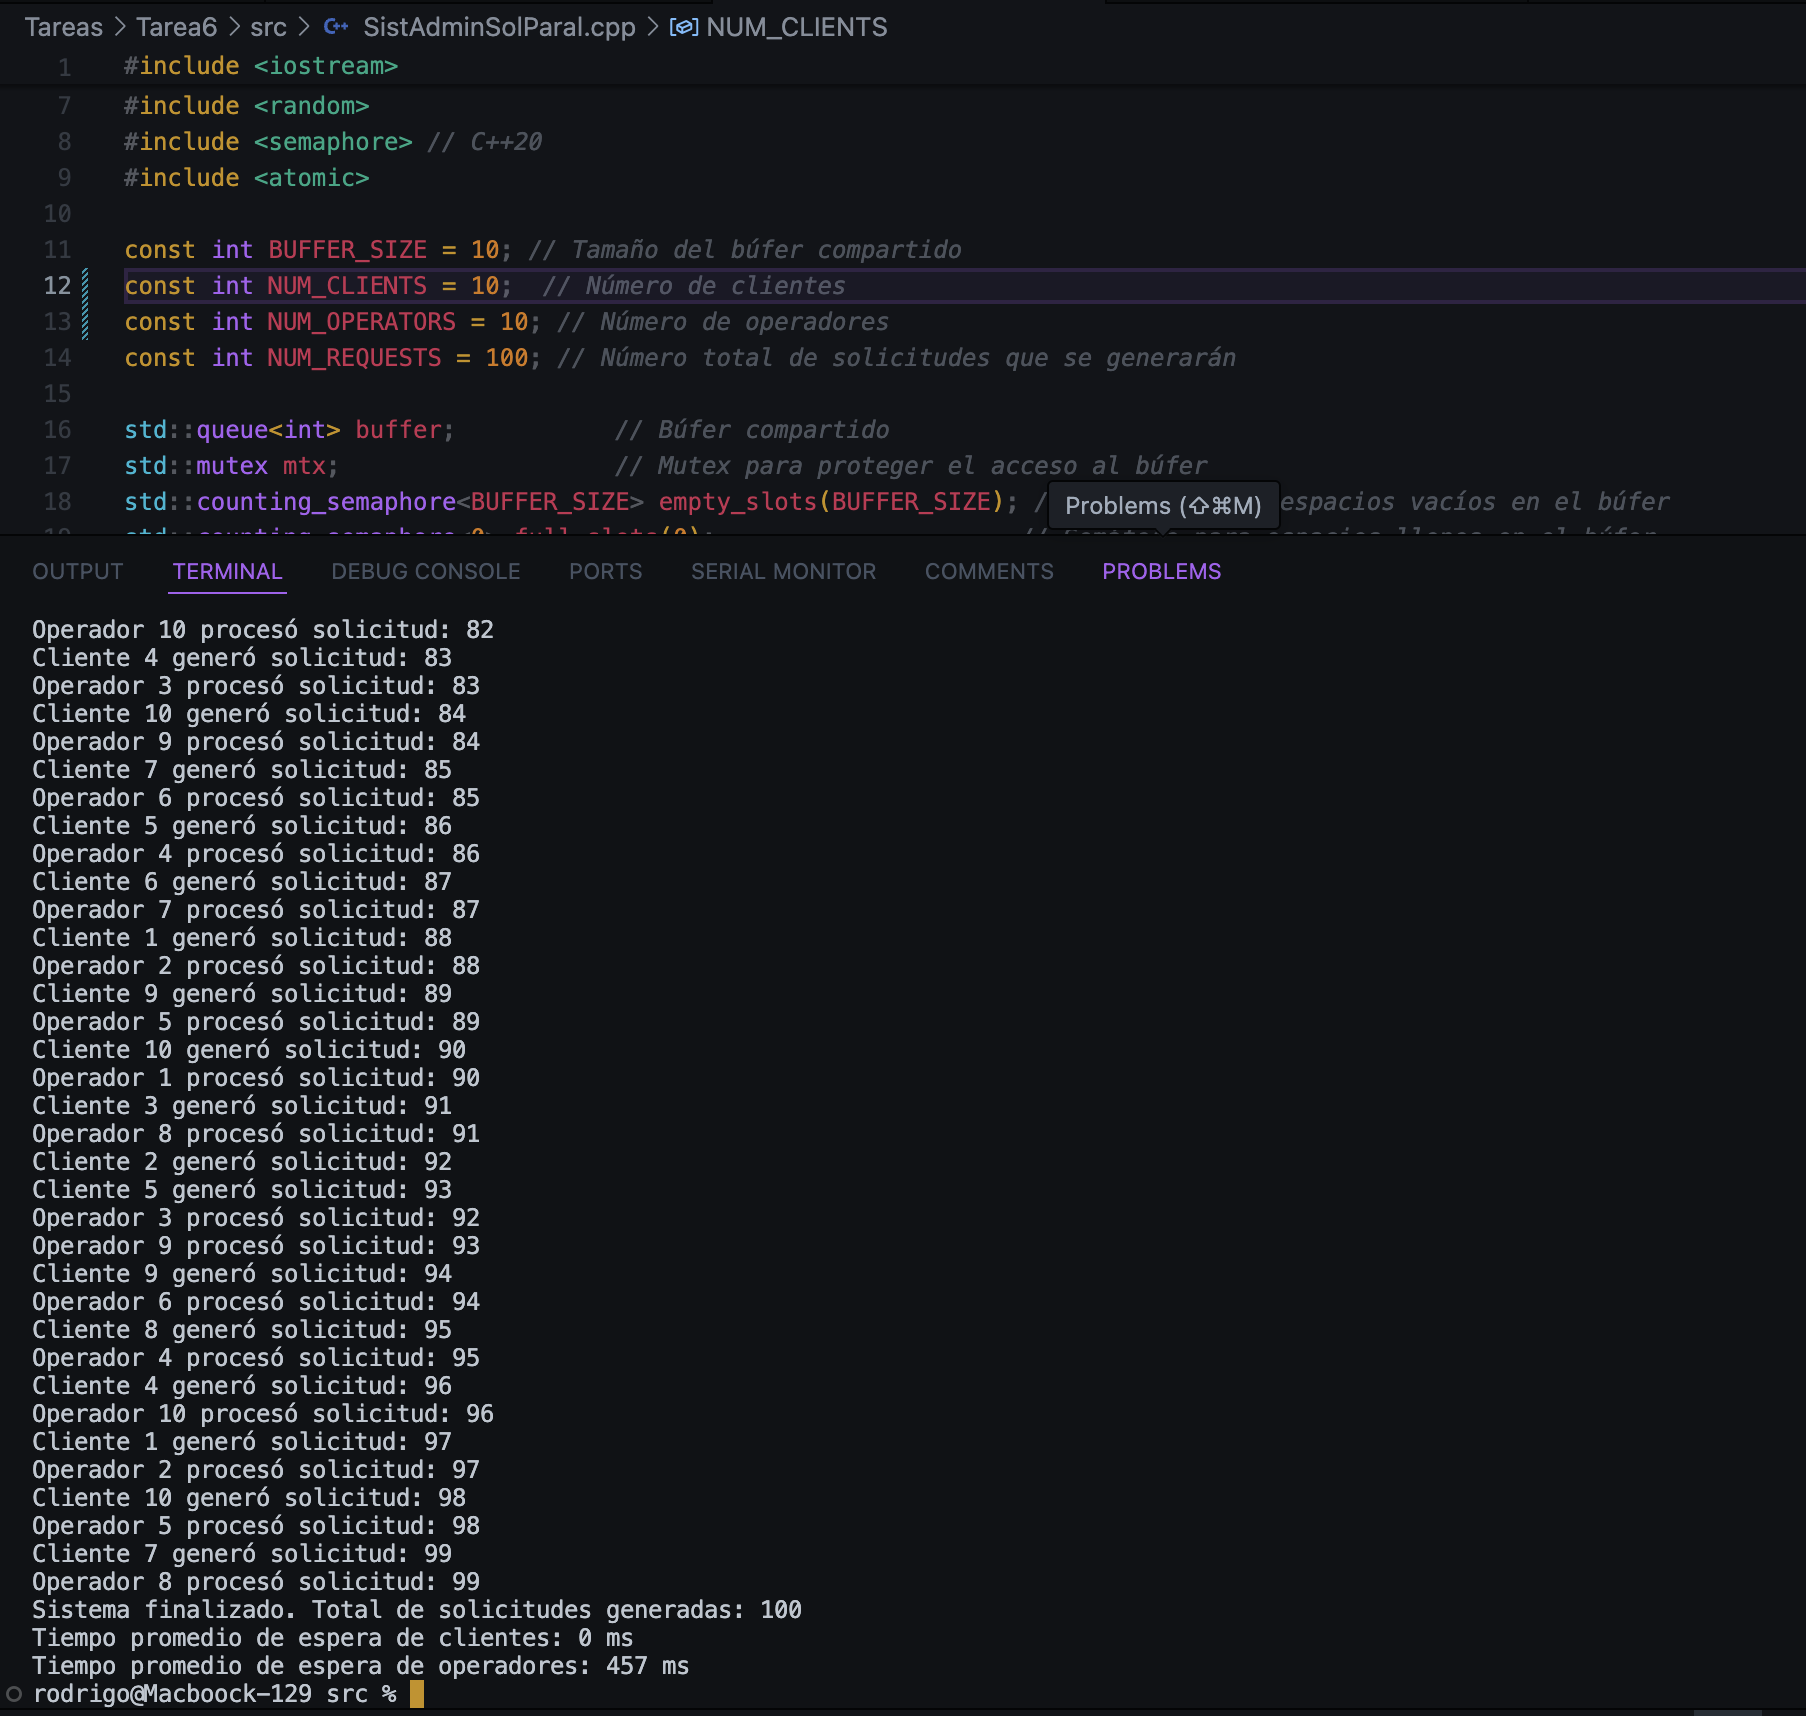 Tareas > Tarea6 > src > C++ SistAdminSolParal.cpp > NUM_CLIENTS
1 #include <iostream>
7 #include <random>
8 #include <semaphore> // C++20
9 #include <atomic>
10
11 const int BUFFER_SIZE = 10; // Tamaño del búfer compartido
12 const int NUM_CLIENTS = 10;  // Número de clientes
13 const int NUM_OPERATORS = 10; // Número de operadores
14 const int NUM_REQUESTS = 100; // Número total de solicitudes que se generarán
15
16 std::queue<int> buffer;           // Búfer compartido
17 std::mutex mtx;                   // Mutex para proteger el acceso al búfer
18 std::counting_semaphore<BUFFER_SIZE> empty_slots(BUFFER_SIZE); / espacios vacíos en el búfer
Problems (⇧⌘M)
19 std::counting_semaphore<0> full_slots(0); // Semáforo para espacios llenos en el búfer
OUTPUT TERMINAL DEBUG CONSOLE PORTS SERIAL MONITOR COMMENTS PROBLEMS
Operador 10 procesó solicitud: 82
Cliente 4 generó solicitud: 83
Operador 3 procesó solicitud: 83
Cliente 10 generó solicitud: 84
Operador 9 procesó solicitud: 84
Cliente 7 generó solicitud: 85
Operador 6 procesó solicitud: 85
Cliente 5 generó solicitud: 86
Operador 4 procesó solicitud: 86
Cliente 6 generó solicitud: 87
Operador 7 procesó solicitud: 87
Cliente 1 generó solicitud: 88
Operador 2 procesó solicitud: 88
Cliente 9 generó solicitud: 89
Operador 5 procesó solicitud: 89
Cliente 10 generó solicitud: 90
Operador 1 procesó solicitud: 90
Cliente 3 generó solicitud: 91
Operador 8 procesó solicitud: 91
Cliente 2 generó solicitud: 92
Cliente 5 generó solicitud: 93
Operador 3 procesó solicitud: 92
Operador 9 procesó solicitud: 93
Cliente 9 generó solicitud: 94
Operador 6 procesó solicitud: 94
Cliente 8 generó solicitud: 95
Operador 4 procesó solicitud: 95
Cliente 4 generó solicitud: 96
Operador 10 procesó solicitud: 96
Cliente 1 generó solicitud: 97
Operador 2 procesó solicitud: 97
Cliente 10 generó solicitud: 98
Operador 5 procesó solicitud: 98
Cliente 7 generó solicitud: 99
Operador 8 procesó solicitud: 99
Sistema finalizado. Total de solicitudes generadas: 100
Tiempo promedio de espera de clientes: 0 ms
Tiempo promedio de espera de operadores: 457 ms
rodrigo@Macboock-129 src %